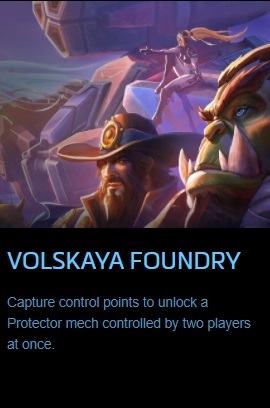 VOLSKAYA FOUNDRY
Capture control points to unlock a
Protector mech controlled by two players
at once.